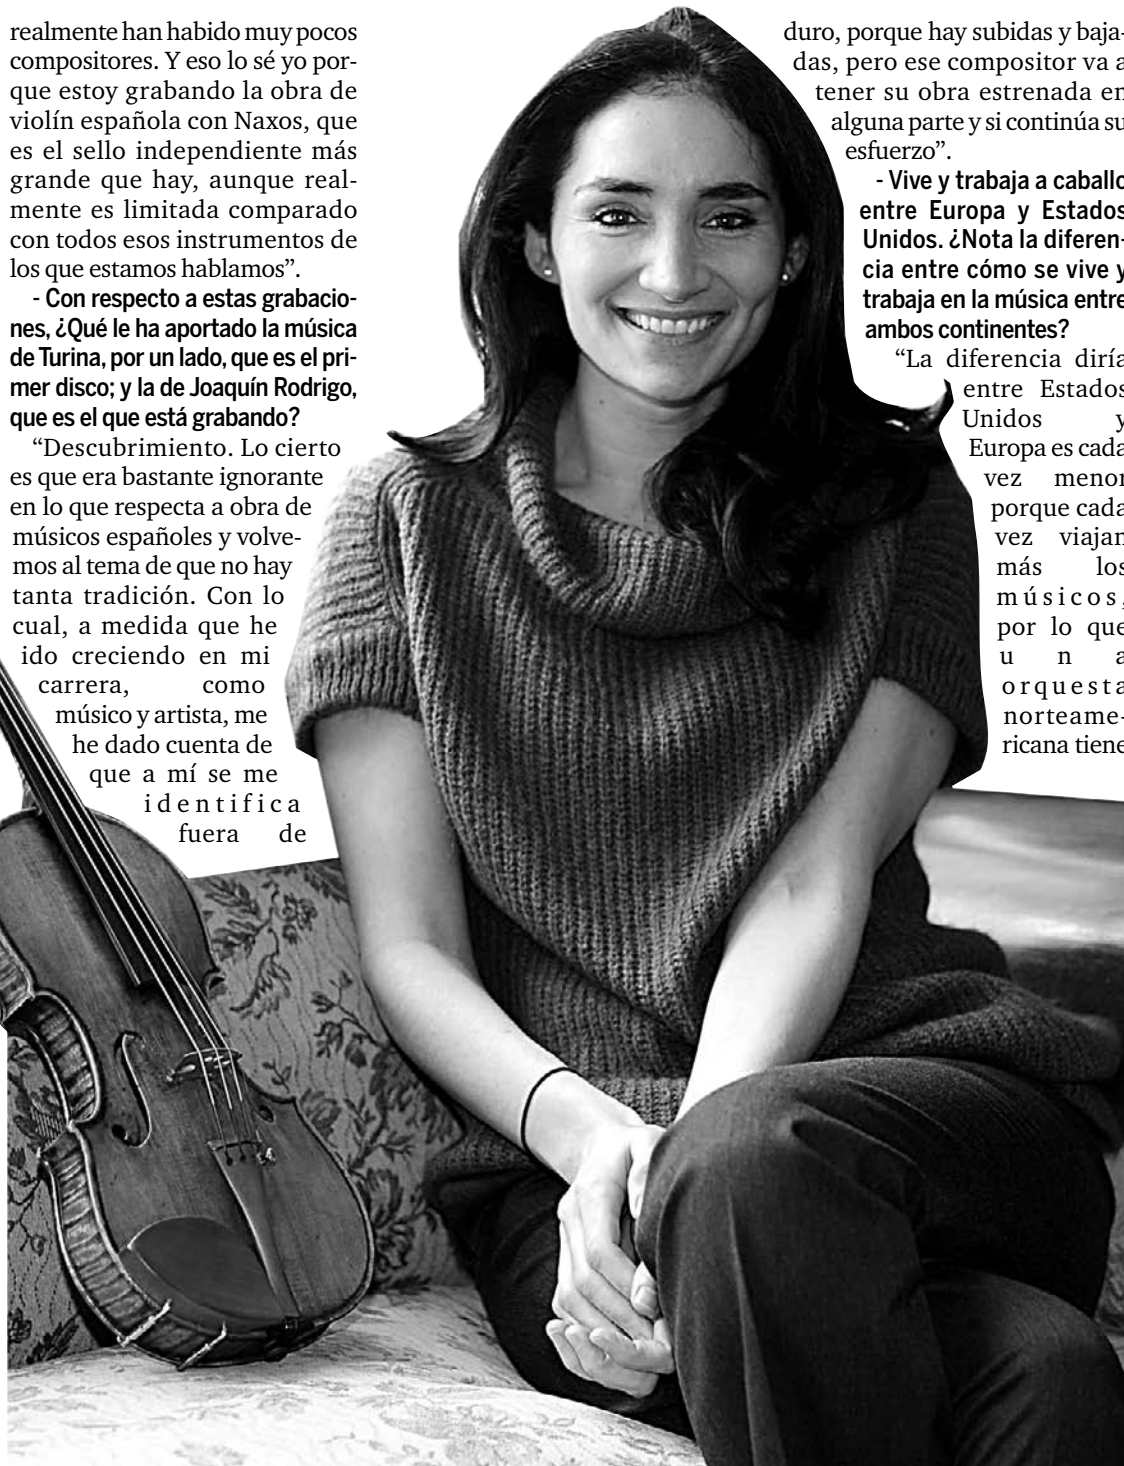 realmente han habido muy pocos
compositores. Y eso lo sé yo por-
que estoy grabando la obra de
violín española con Naxos, que
es el sello independiente más
grande que hay, aunque real-
mente es limitada comparado
con todos esos instrumentos de
los que estamos hablamos”.
- Con respecto a estas grabacio-
nes, ¿Qué le ha aportado la música
de Turina, por un lado, que es el pri-
mer disco; y la de Joaquín Rodrigo,
que es el que está grabando?
“Descubrimiento. Lo cierto
es que era bastante ignorante
en lo que respecta a obra de
músicos españoles y volve-
mos al tema de que no hay
tanta tradición. Con lo
cual, a medida que he
ido creciendo en mi
carrera, como
músico y artista, me
he dado cuenta de
que a mí se me
identifica
fuera de
duro, porque hay subidas y baja-
das, pero ese compositor va a
tener su obra estrenada en
alguna parte y si continúa su
esfuerzo”.
- Vive y trabaja a caballo
entre Europa y Estados
Unidos. ¿Nota la diferen-
cia entre cómo se vive y
trabaja en la música entre
ambos continentes?
“La diferencia diría
entre Estados
Unidos y
Europa es cada
vez menor
porque cada
vez viajan
más los
músicos,
por lo que
una
orquesta
norteame-
ricana tiene